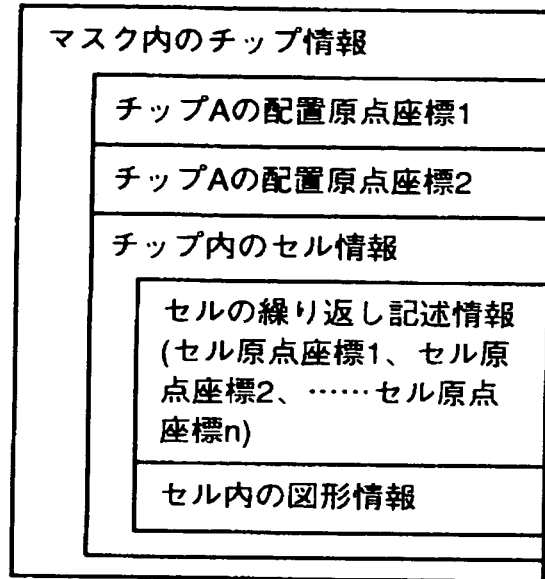 マスク内のチップ情報
チップAの配置原点座標1
チップAの配置原点座標2
チップ内のセル情報
セルの繰り返し記述情報
(セル原点座標1、セル原
点座標2、……セル原点
座標n)
セル内の図形情報